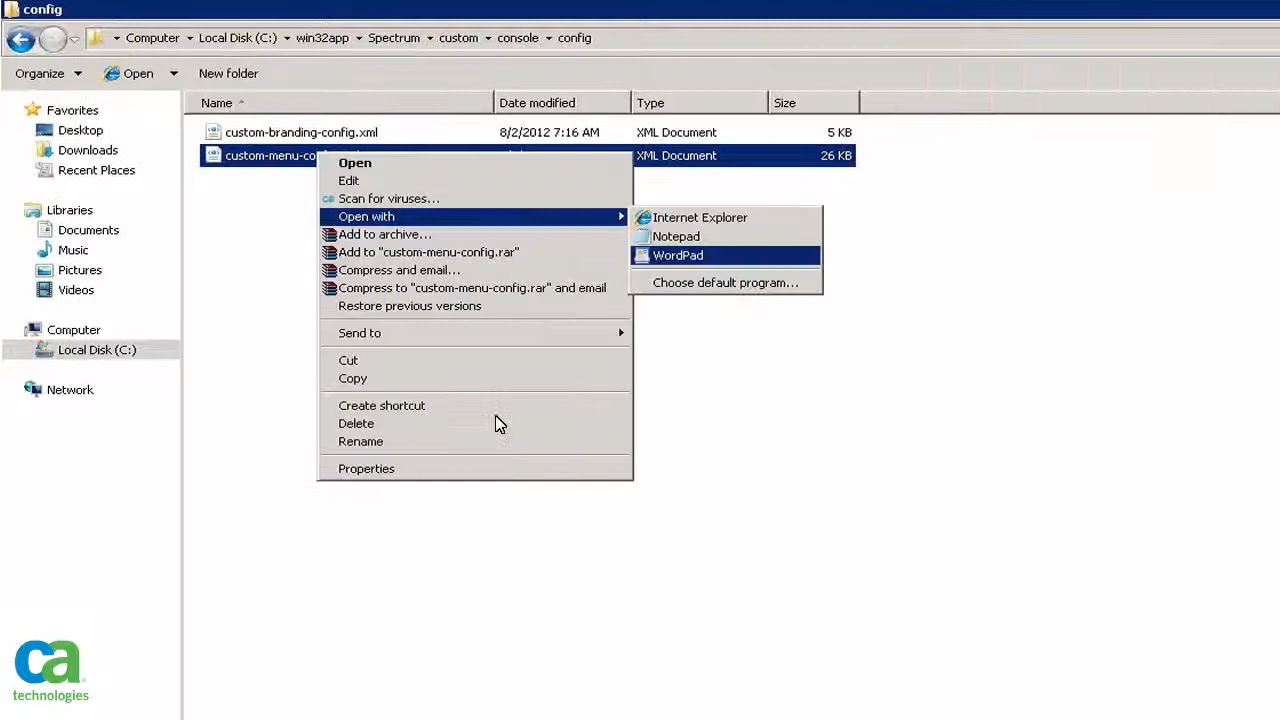 config
Computer Local Disk (C:) win32app Spectrum custom console config
Organize Open New folder
Name Date modified Type Size
Favorites
Desktop
Downloads
Recent Places
Libraries
Documents
Music
Pictures
Videos
Computer
Local Disk (C:)
Network
custom-branding-config.xml 8/2/2012 7:16 AM XML Document 5 KB
custom-menu-co XML Document 26 KB
Open
Edit
Scan for viruses...
Open with
Add to archive...
Add to "custom-menu-config.rar"
Compress and email...
Compress to "custom-menu-config.rar" and email
Restore previous versions
Send to
Cut
Copy
Create shortcut
Delete
Rename
Properties
Internet Explorer
Notepad
WordPad
Choose default program...
ca
technologies